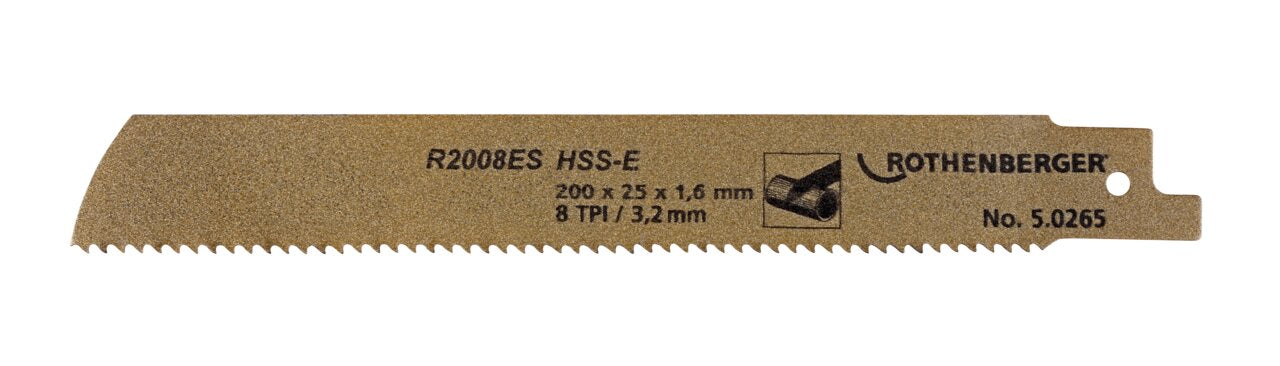 R2008ES HSS-E
200 x 25 x 1,6 mm
8 TPI / 3,2 mm
ROTHENBERGER
No. 5.0265